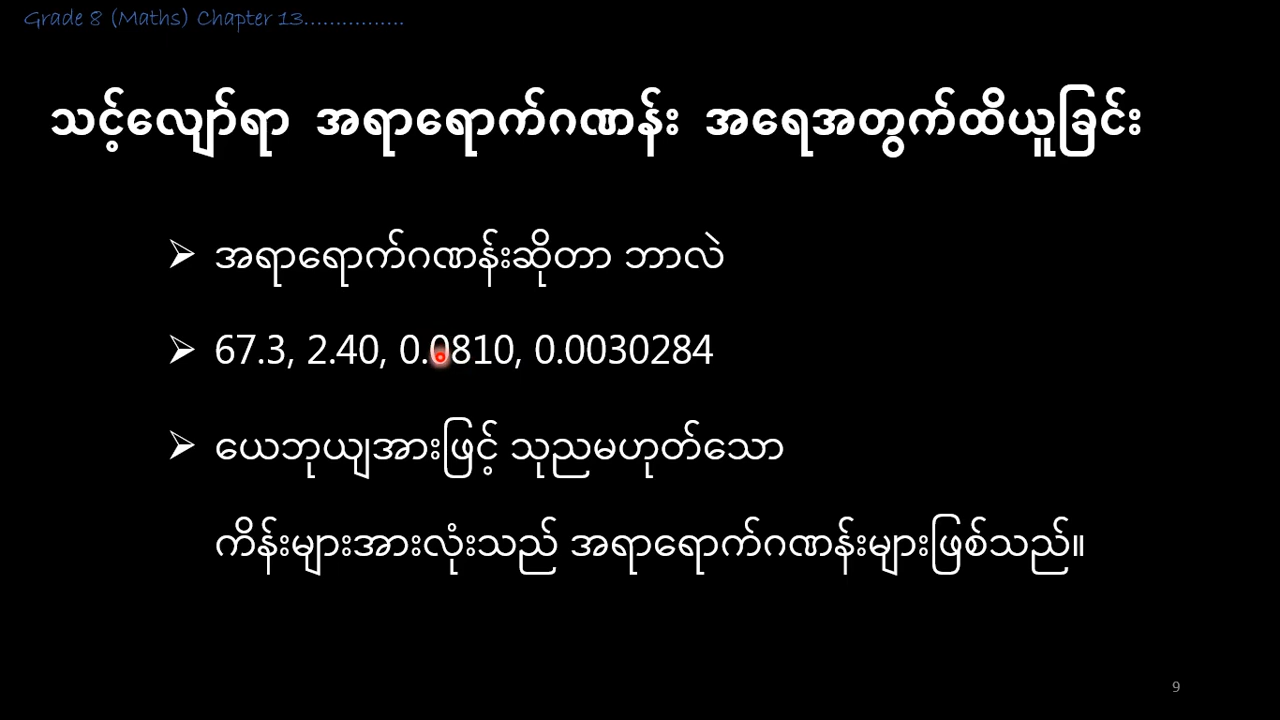 Grade 8 (Maths) Chapter 13................
သင့်လျော်ရာ အရာရောက်ဂဏန်း အရေအတွက်ထိယူခြင်း
➢ အရာရောက်ဂဏန်းဆိုတာ ဘာလဲ
➢ 67.3, 2.40, 0.0810, 0.0030284
➢ ယေဘုယျအားဖြင့် သုညမဟုတ်သော
ကိန်းများအားလုံးသည် အရာရောက်ဂဏန်းများဖြစ်သည်။
9